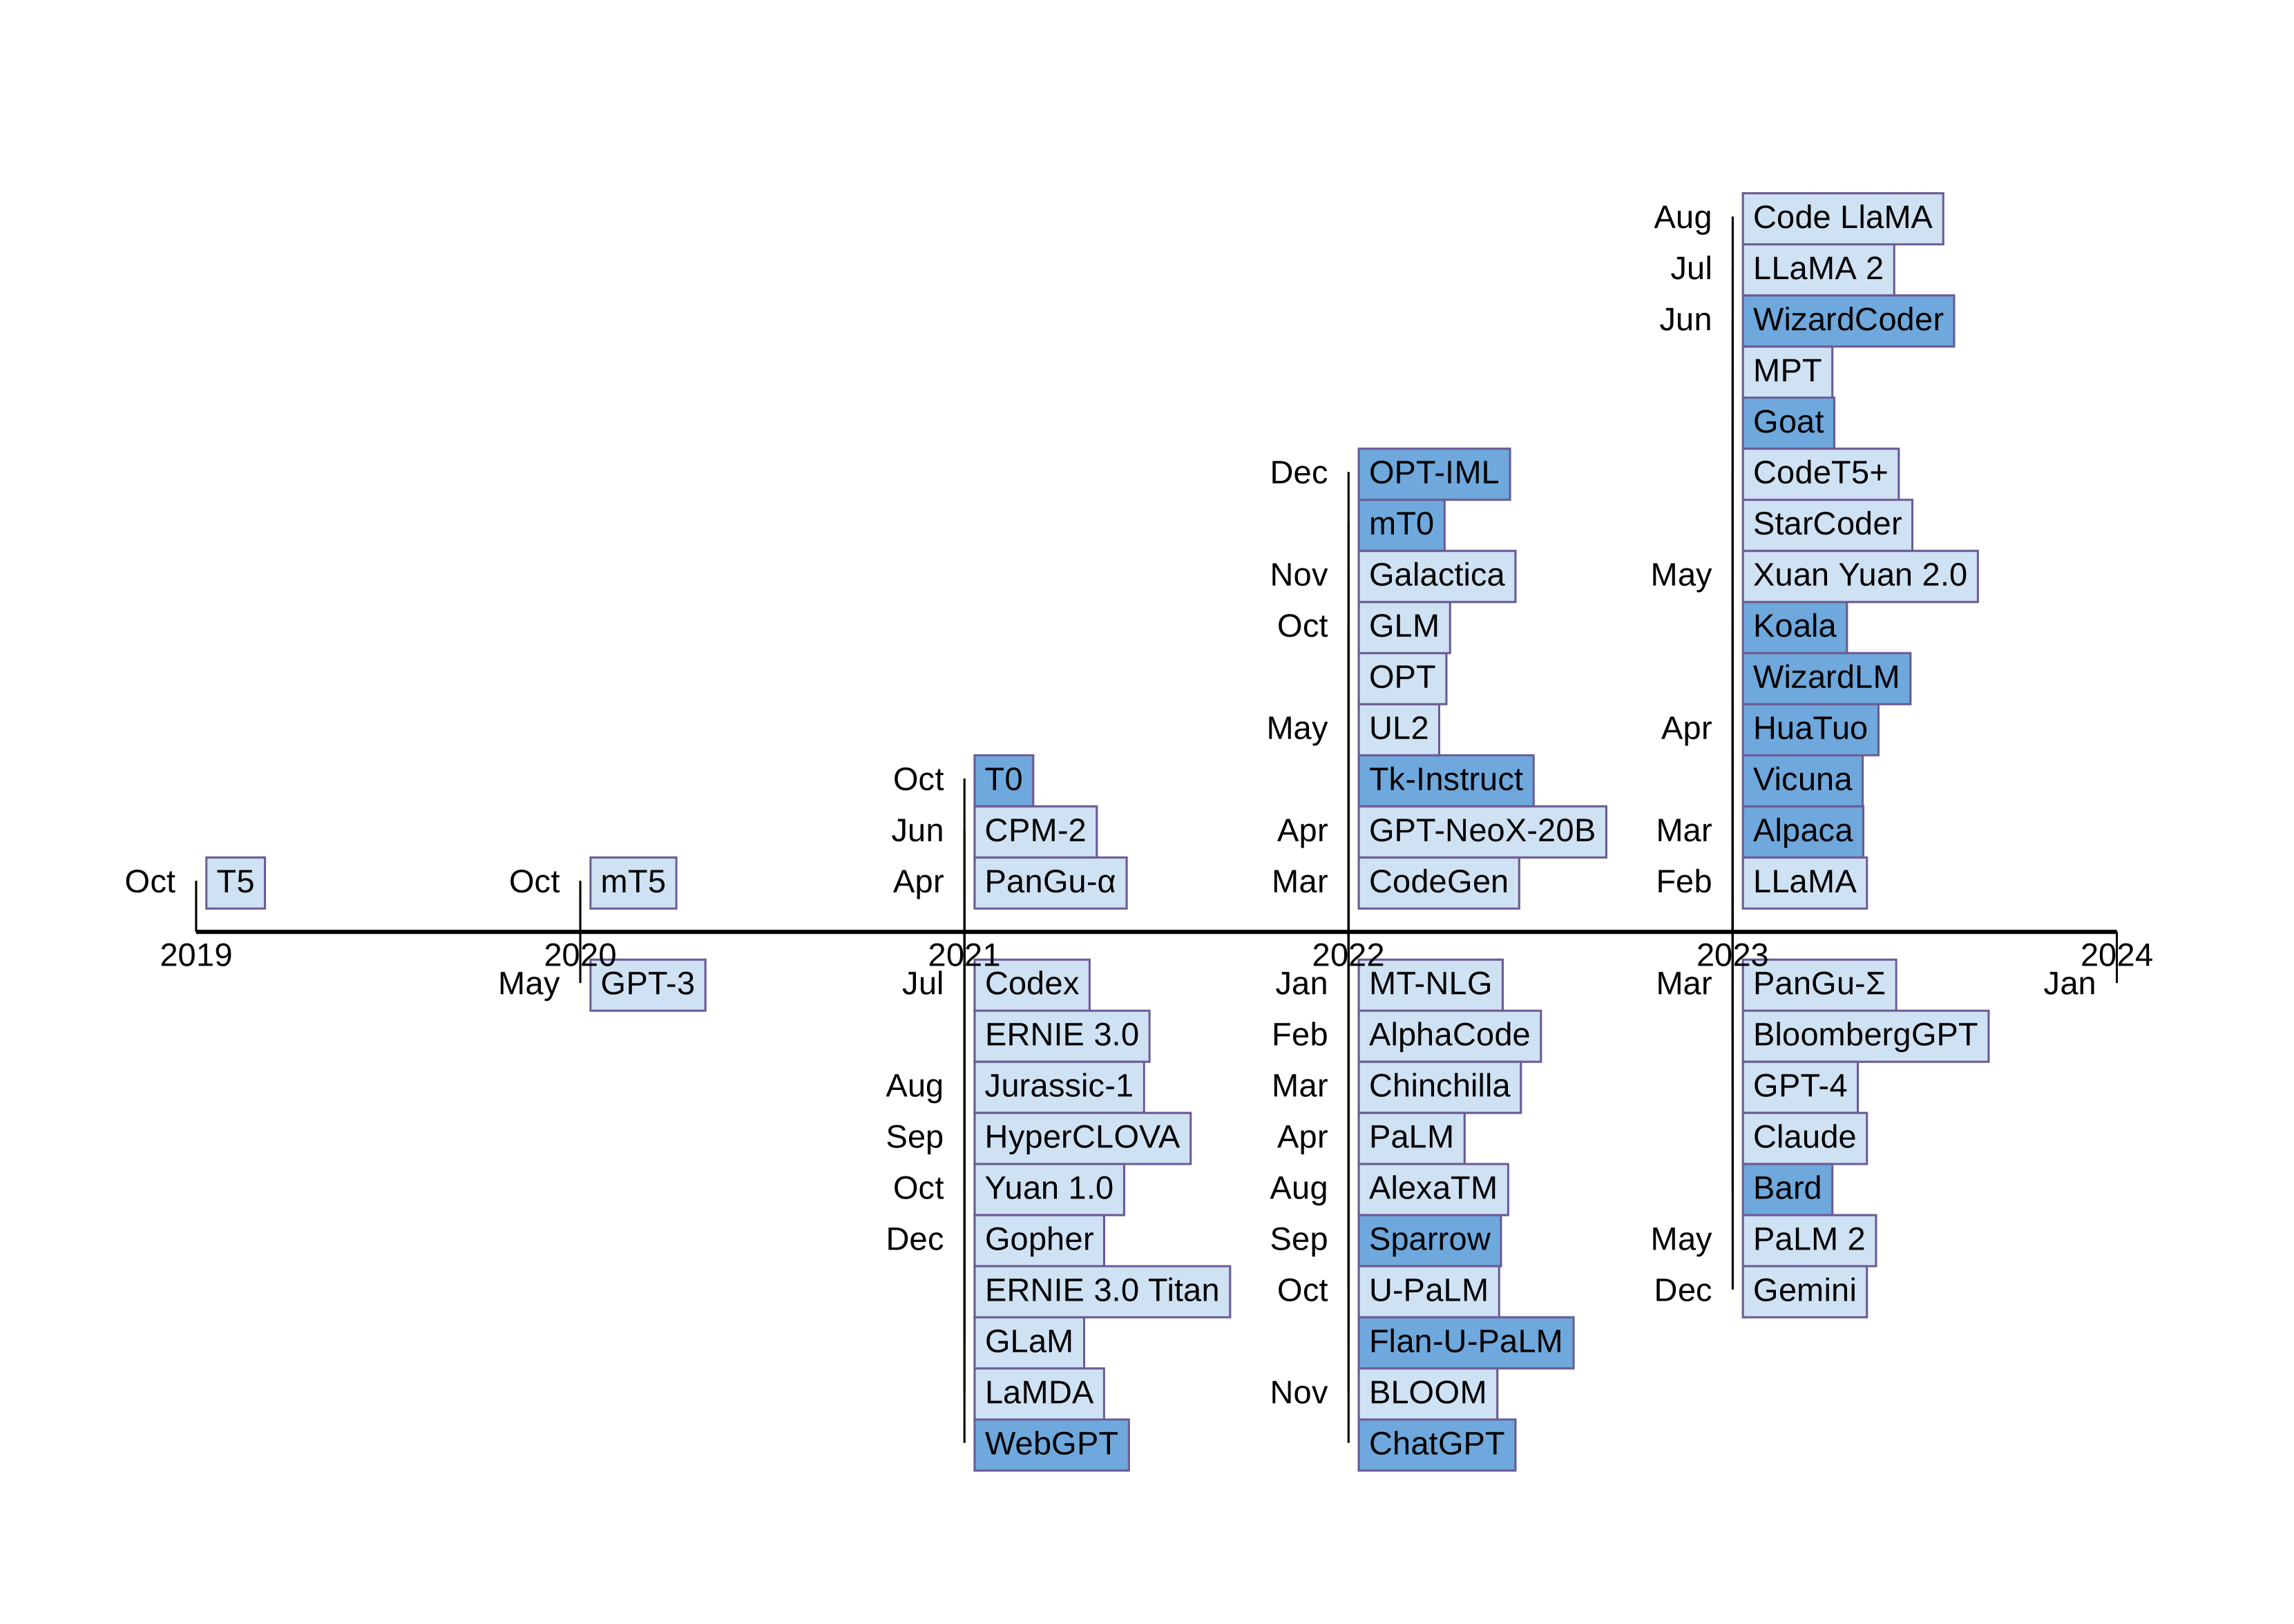 Aug Code LlaMA
Jul LLaMA 2
Jun WizardCoder
MPT
Goat
Dec OPT-IML CodeT5+
mT0 StarCoder
Nov Galactica May Xuan Yuan 2.0
Oct GLM Koala
OPT WizardLM
May UL2 Apr HuaTuo
Oct T0 Tk-Instruct Vicuna
Jun CPM-2 Apr GPT-NeoX-20B Mar Alpaca
Oct T5 Oct mT5 Apr PanGu-α Mar CodeGen Feb LLaMA
2019 2020 2021 2022 2023 2024
May GPT-3 Jul Codex Jan MT-NLG Mar PanGu-Σ Jan
ERNIE 3.0 Feb AlphaCode BloombergGPT
Aug Jurassic-1 Mar Chinchilla GPT-4
Sep HyperCLOVA Apr PaLM Claude
Oct Yuan 1.0 Aug AlexaTM Bard
Dec Gopher Sep Sparrow May PaLM 2
ERNIE 3.0 Titan Oct U-PaLM Dec Gemini
GLaM Flan-U-PaLM
LaMDA Nov BLOOM
WebGPT ChatGPT